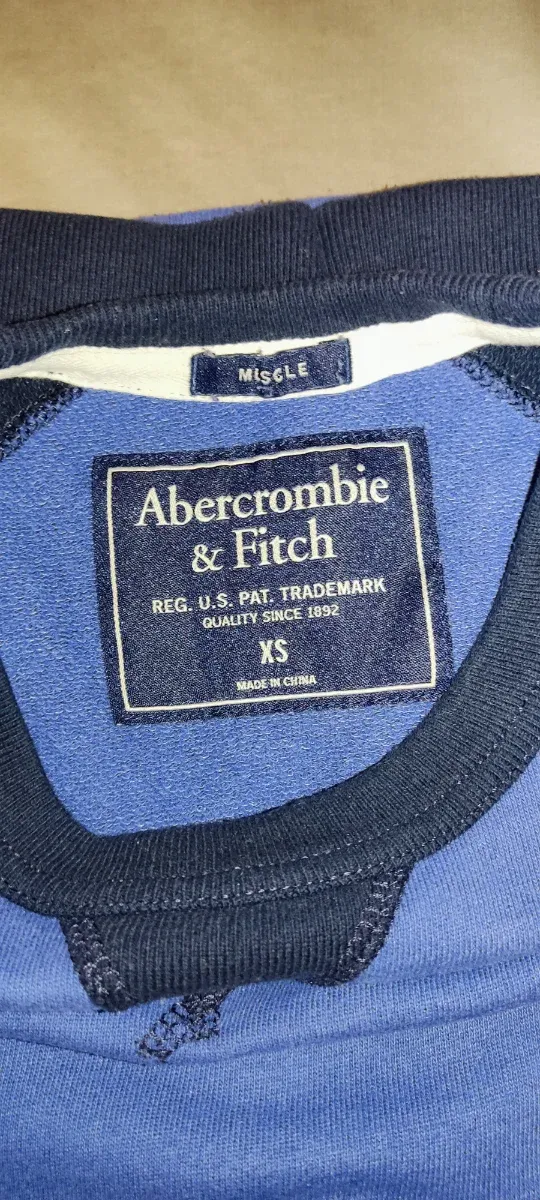 MUSCLE
Abercrombie
& Fitch
REG. U.S. PAT. TRADEMARK
QUALITY SINCE 1892
XS
MADE IN CHINA